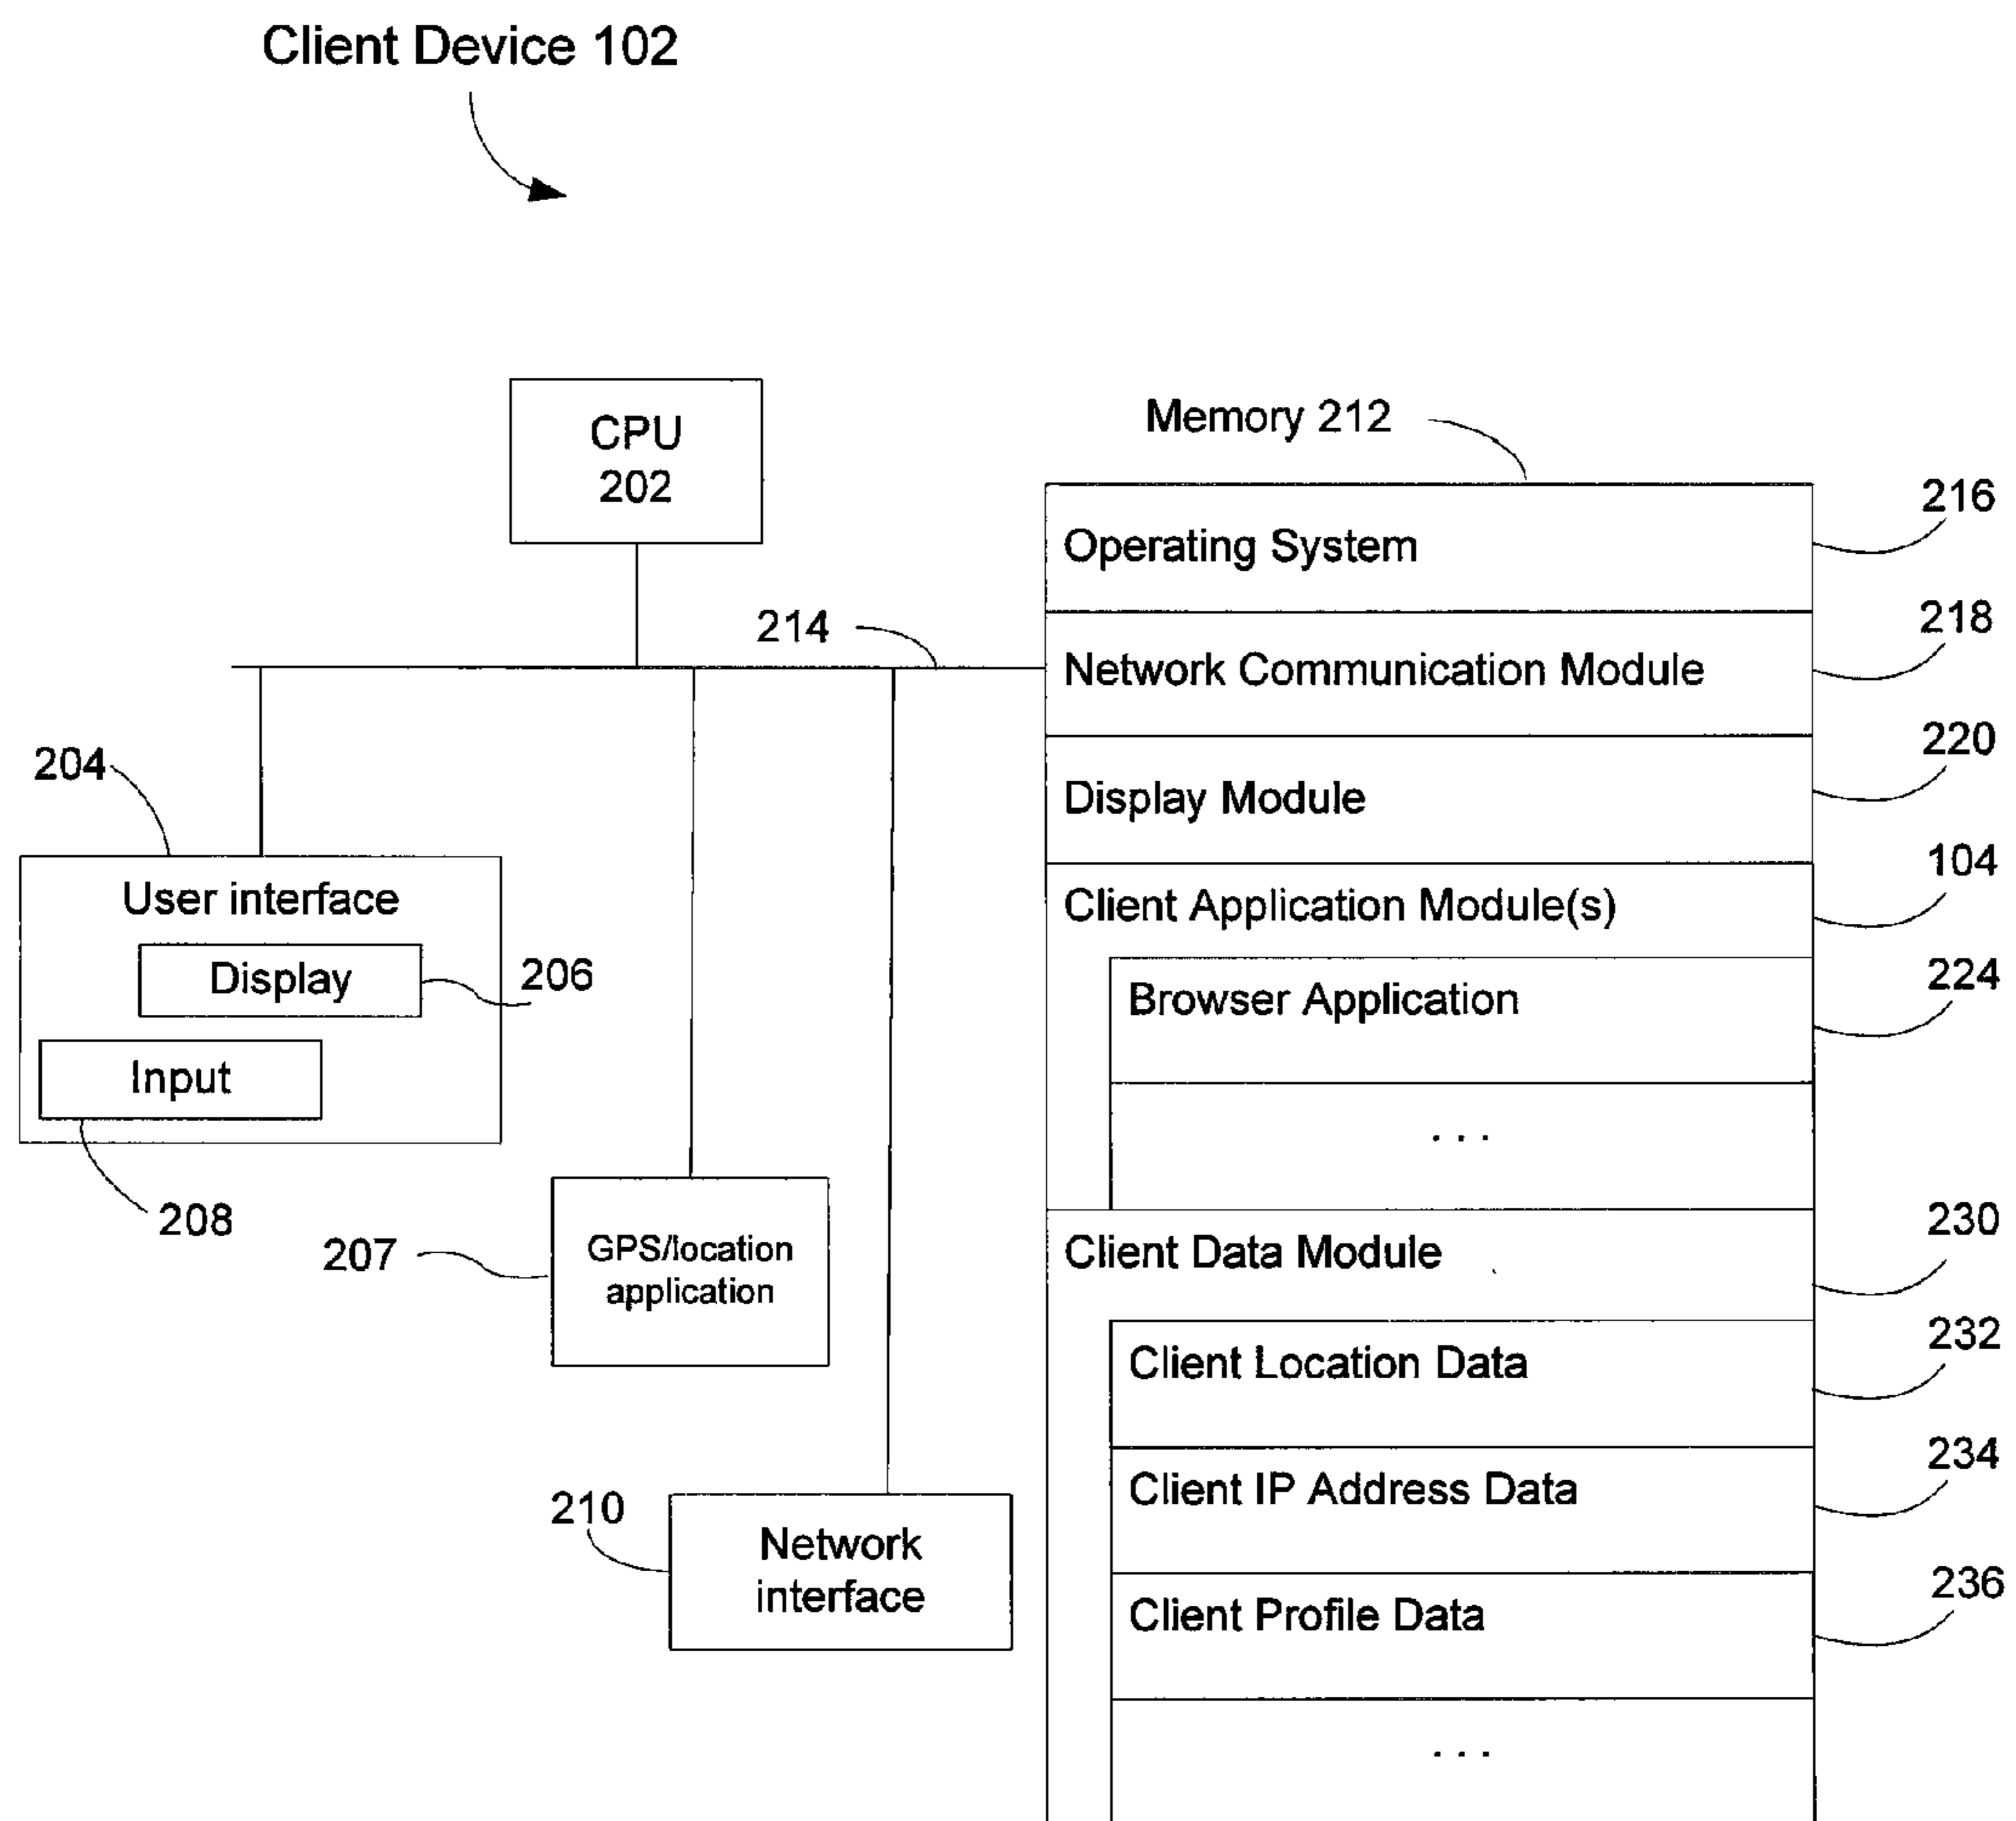 Client Device 102
CPU
202
Memory 212
216
Operating System
218
214
Network Communication Module
220
204
Display Module
104
User interface
Client Application Module(s)
Display
206
224
Browser Application
Input
. . .
208
230
207
GPS/location
application
Client Data Module
232
Client Location Data
234
Client IP Address Data
210
Network
interface
236
Client Profile Data
. . .